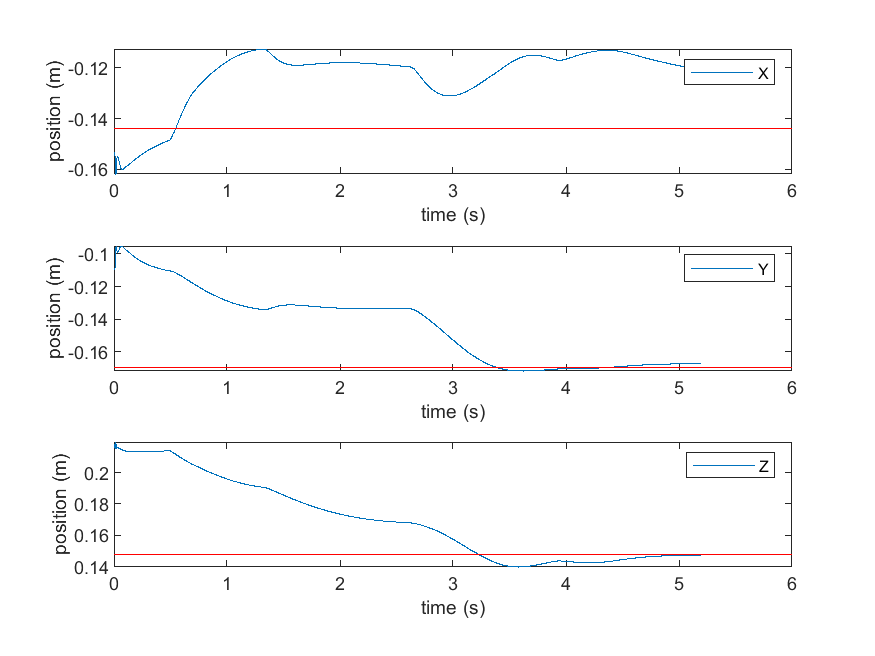 position (m)
-0.12
-0.14
-0.16
X
0 1 2 3 4 5 6
time (s)
position (m)
-0.1
-0.12
-0.14
-0.16
Y
0 1 2 3 4 5 6
time (s)
position (m)
0.2
0.18
0.16
0.14
Z
0 1 2 3 4 5 6
time (s)